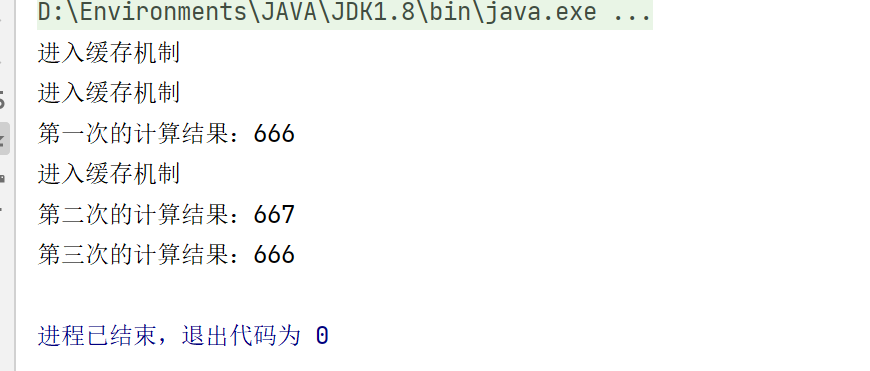 D:\Environments\JAVA\JDK1.8\bin\java.exe ...
进入缓存机制
进入缓存机制
第一次的计算结果：666
进入缓存机制
第二次的计算结果：667
第三次的计算结果：666
进程已结束，退出代码为 0